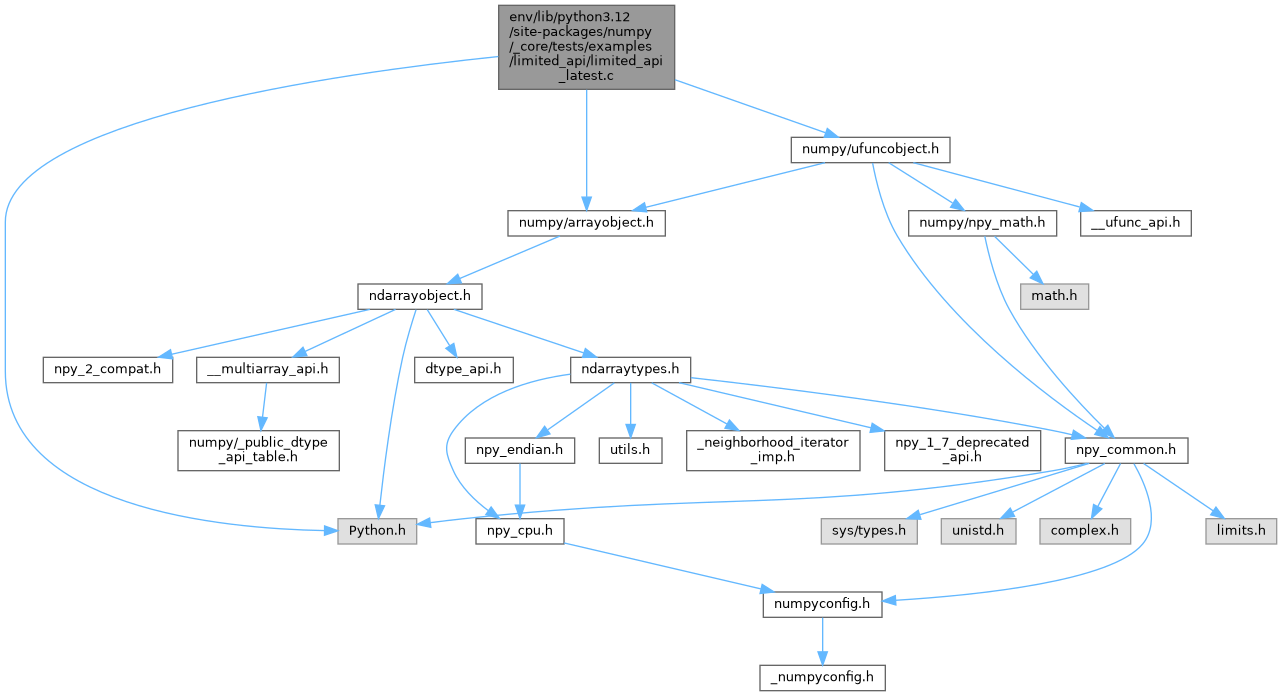 env/lib/python3.12
/site-packages/numpy
/_core/tests/examples
/limited_api/limited_api
_latest.c
numpy/ufuncobject.h
numpy/arrayobject.h
numpy/npy_math.h
__ufunc_api.h
ndarrayobject.h
math.h
npy_2_compat.h
__multiarray_api.h
dtype_api.h
ndarraytypes.h
numpy/_public_dtype
_api_table.h
npy_endian.h
utils.h
_neighborhood_iterator
_imp.h
npy_1_7_deprecated
_api.h
npy_common.h
Python.h
npy_cpu.h
sys/types.h
unistd.h
complex.h
limits.h
numpyconfig.h
_numpyconfig.h